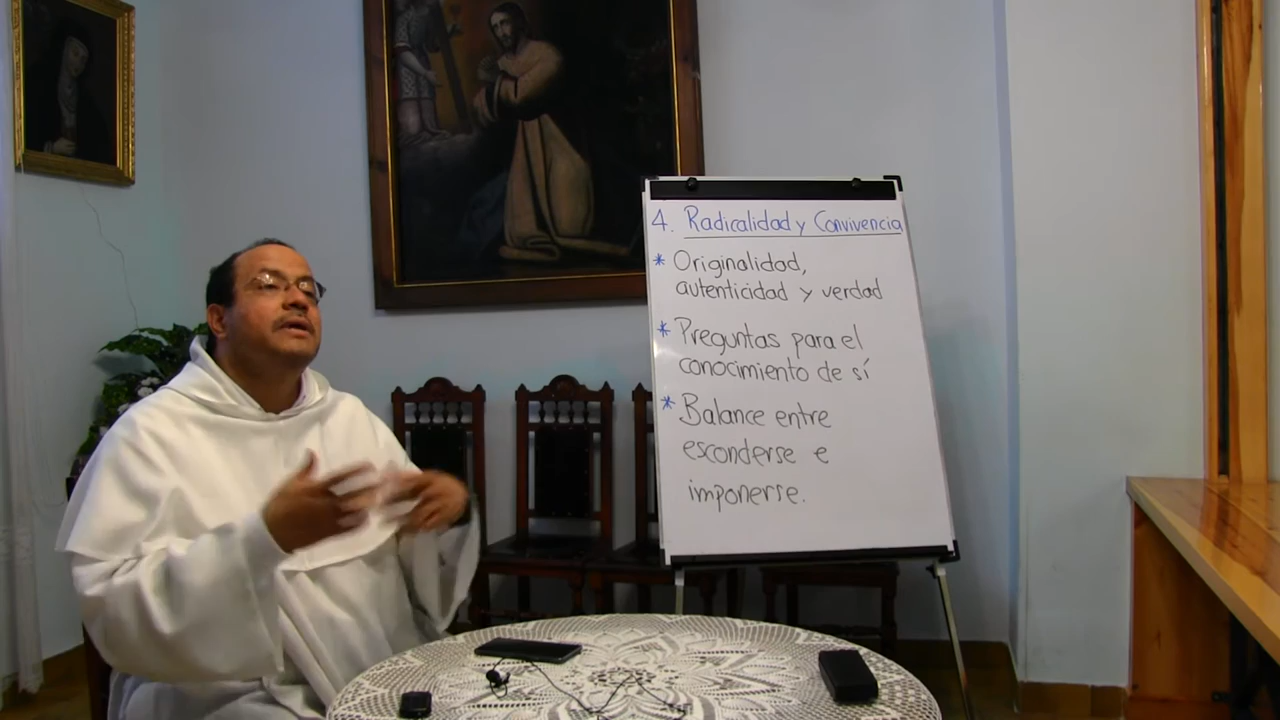 4. Radicalidad y Convivencia
* Originalidad,
autenticidad y verdad
* Preguntas para el
conocimiento de sí
* Balance entre
esconderse e
imponerse.